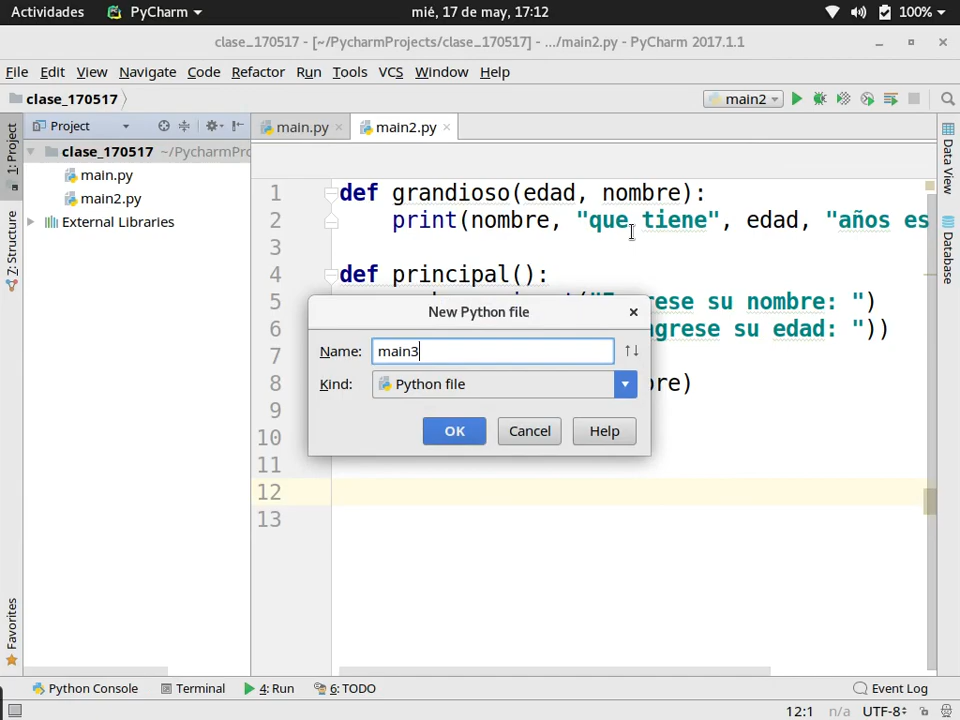 Actividades PyCharm mié, 17 de may, 17:12 100%
clase_170517 - [~/PycharmProjects/clase_170517] - .../main2.py - PyCharm 2017.1.1
File Edit View Navigate Code Refactor Run Tools VCS Window Help
clase_170517 main2
Project main.py main2.py
1: Project
7: Structure
Favorites
Data View
Database
clase_170517 ~/PycharmPro
main.py
main2.py
External Libraries
1 def grandioso(edad, nombre):
2 print(nombre, "que tiene", edad, "años es
3
4 def principal():
5 rese su nombre: ")
6 grese su edad: "))
7
8 bre)
9
10
11
12
13
New Python file
Name: main3
Kind: Python file
OK Cancel Help
Python Console Terminal 4: Run 6: TODO Event Log
12:1 n/a UTF-8